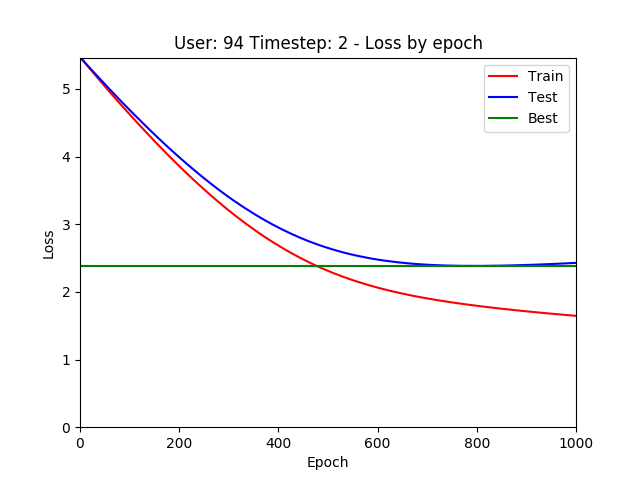 User: 94 Timestep: 2 - Loss by epoch
Train
Test
Best
Loss
5
4
3
2
1
0
0 200 400 600 800 1000
Epoch